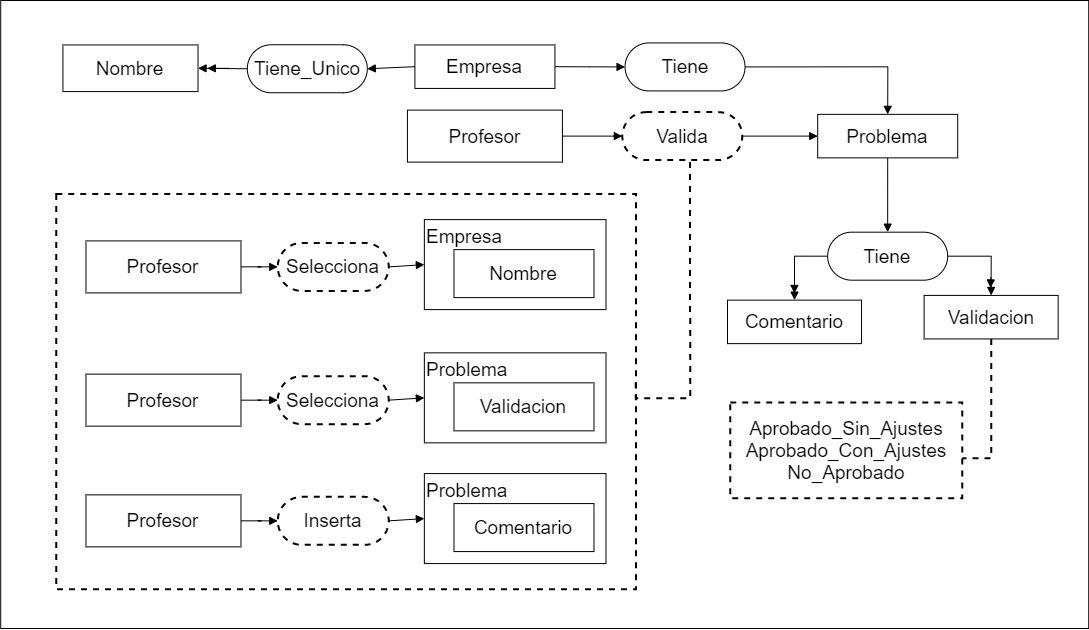 Nombre
Tiene_Unico
Empresa
Tiene
Profesor
Valida
Problema
Profesor
Selecciona
Empresa
Nombre
Tiene
Comentario
Validacion
Profesor
Selecciona
Problema
Validacion
Aprobado_Sin_Ajustes
Aprobado_Con_Ajustes
No_Aprobado
Profesor
Inserta
Problema
Comentario